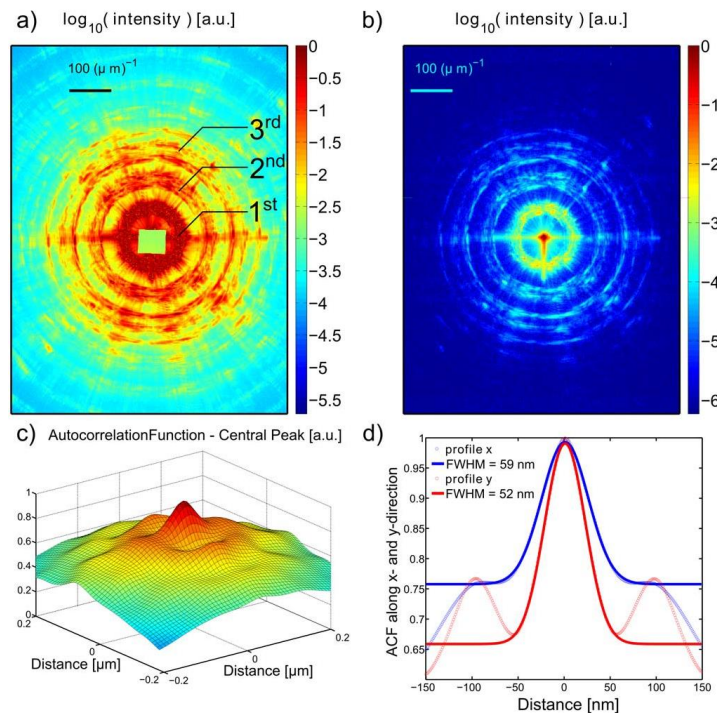 a) log10( intensity ) [a.u.]
100 (µ m)−1
3rd
2nd
1st
0
−0.5
−1
−1.5
−2
−2.5
−3
−3.5
−4
−4.5
−5
−5.5
b) log10( intensity ) [a.u.]
100 (µ m)−1
0
−1
−2
−3
−4
−5
−6
c) AutocorrelationFunction - Central Peak [a.u.]
1
0.8
0.6
0.4
0.2
0
−0.2
0
0.2
−0.2
0
0.2
Distance [µm]
Distance [µm]
d)
profile x
FWHM = 59 nm
profile y
FWHM = 52 nm
ACF along x- and y-direction
1
0.95
0.9
0.85
0.8
0.75
0.7
0.65
−150 −100 −50 0 50 100 150
Distance [nm]